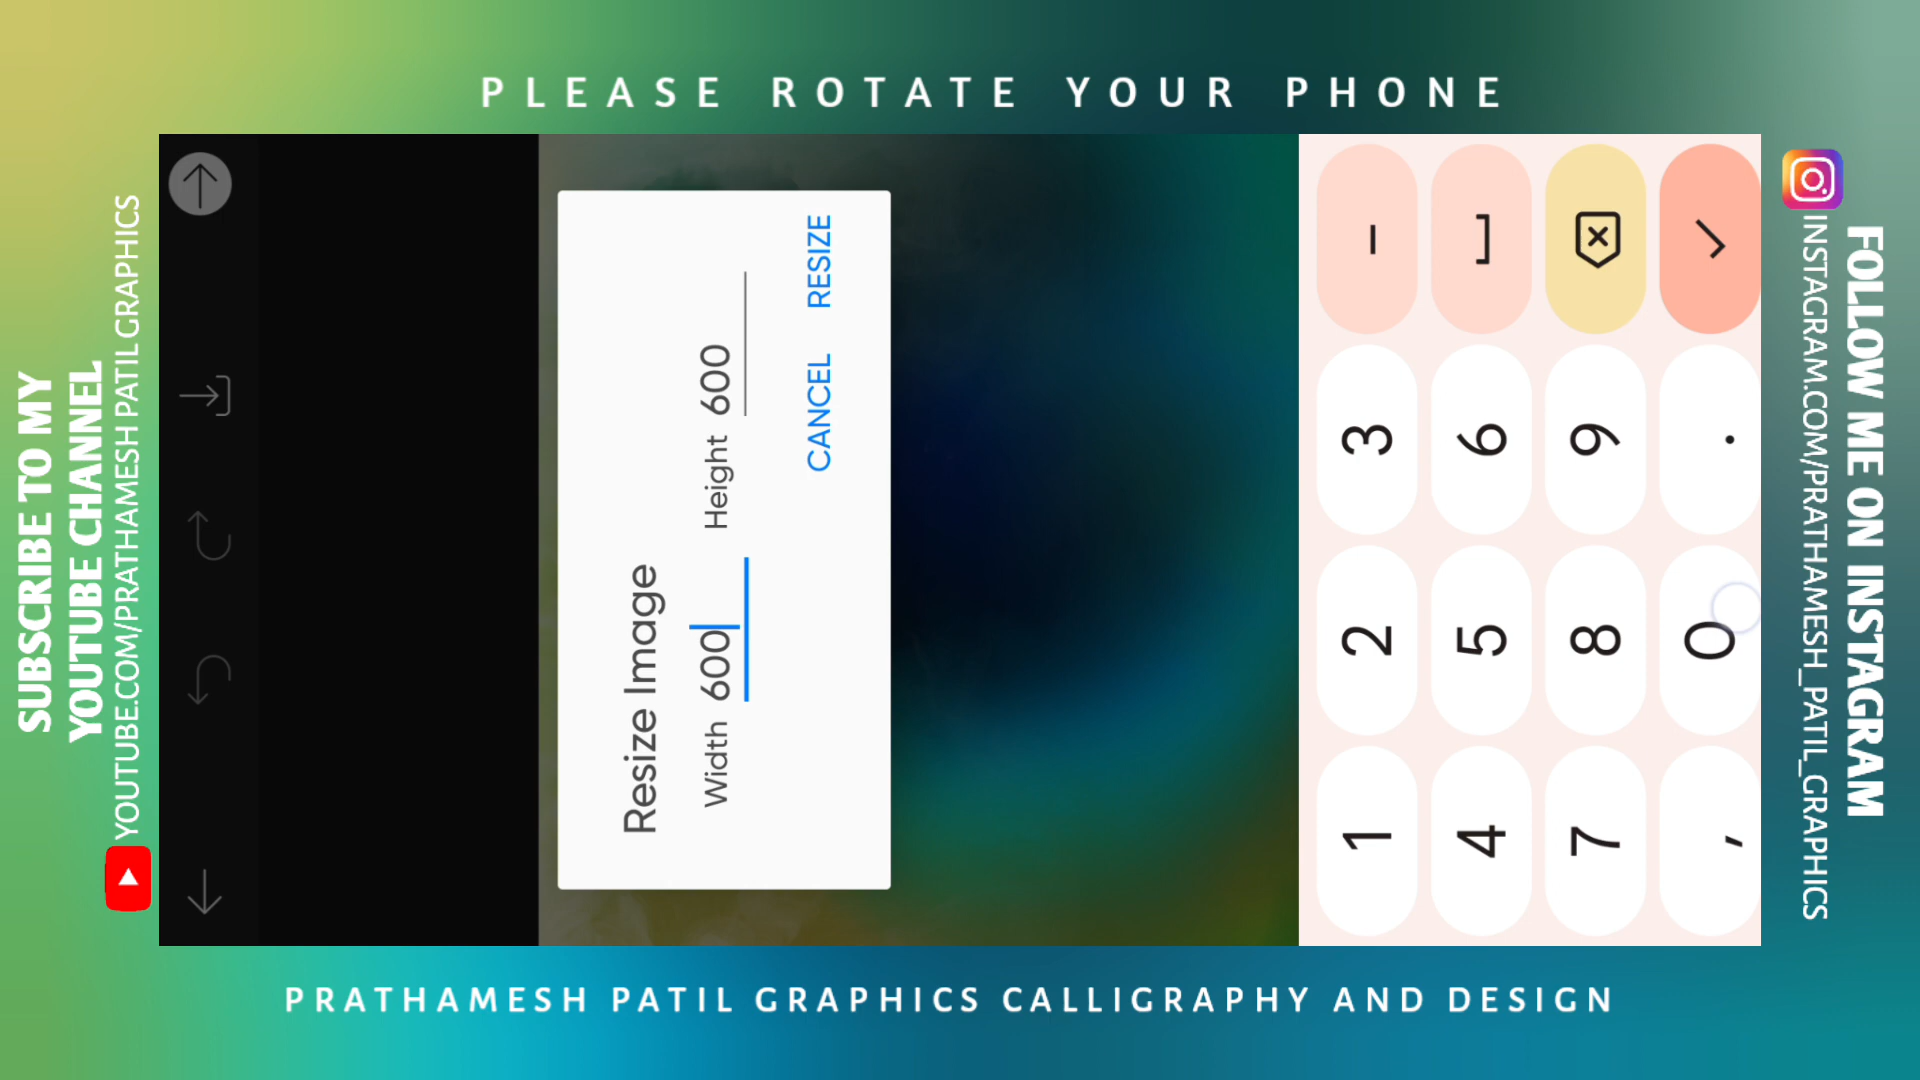 PLEASE ROTATE YOUR PHONE
SUBSCRIBE TO MY
YOUTUBE CHANNEL
YOUTUBE.COM/PRATHAMESH PATIL GRAPHICS
Resize Image
Width 600 Height 600
CANCEL RESIZE
1 2 3 -
4 5 6 ]
7 8 9
, 0 .
FOLLOW ME ON INSTAGRAM
INSTAGRAM.COM/PRATHAMESH_PATIL_GRAPHICS
PRATHAMESH PATIL GRAPHICS CALLIGRAPHY AND DESIGN